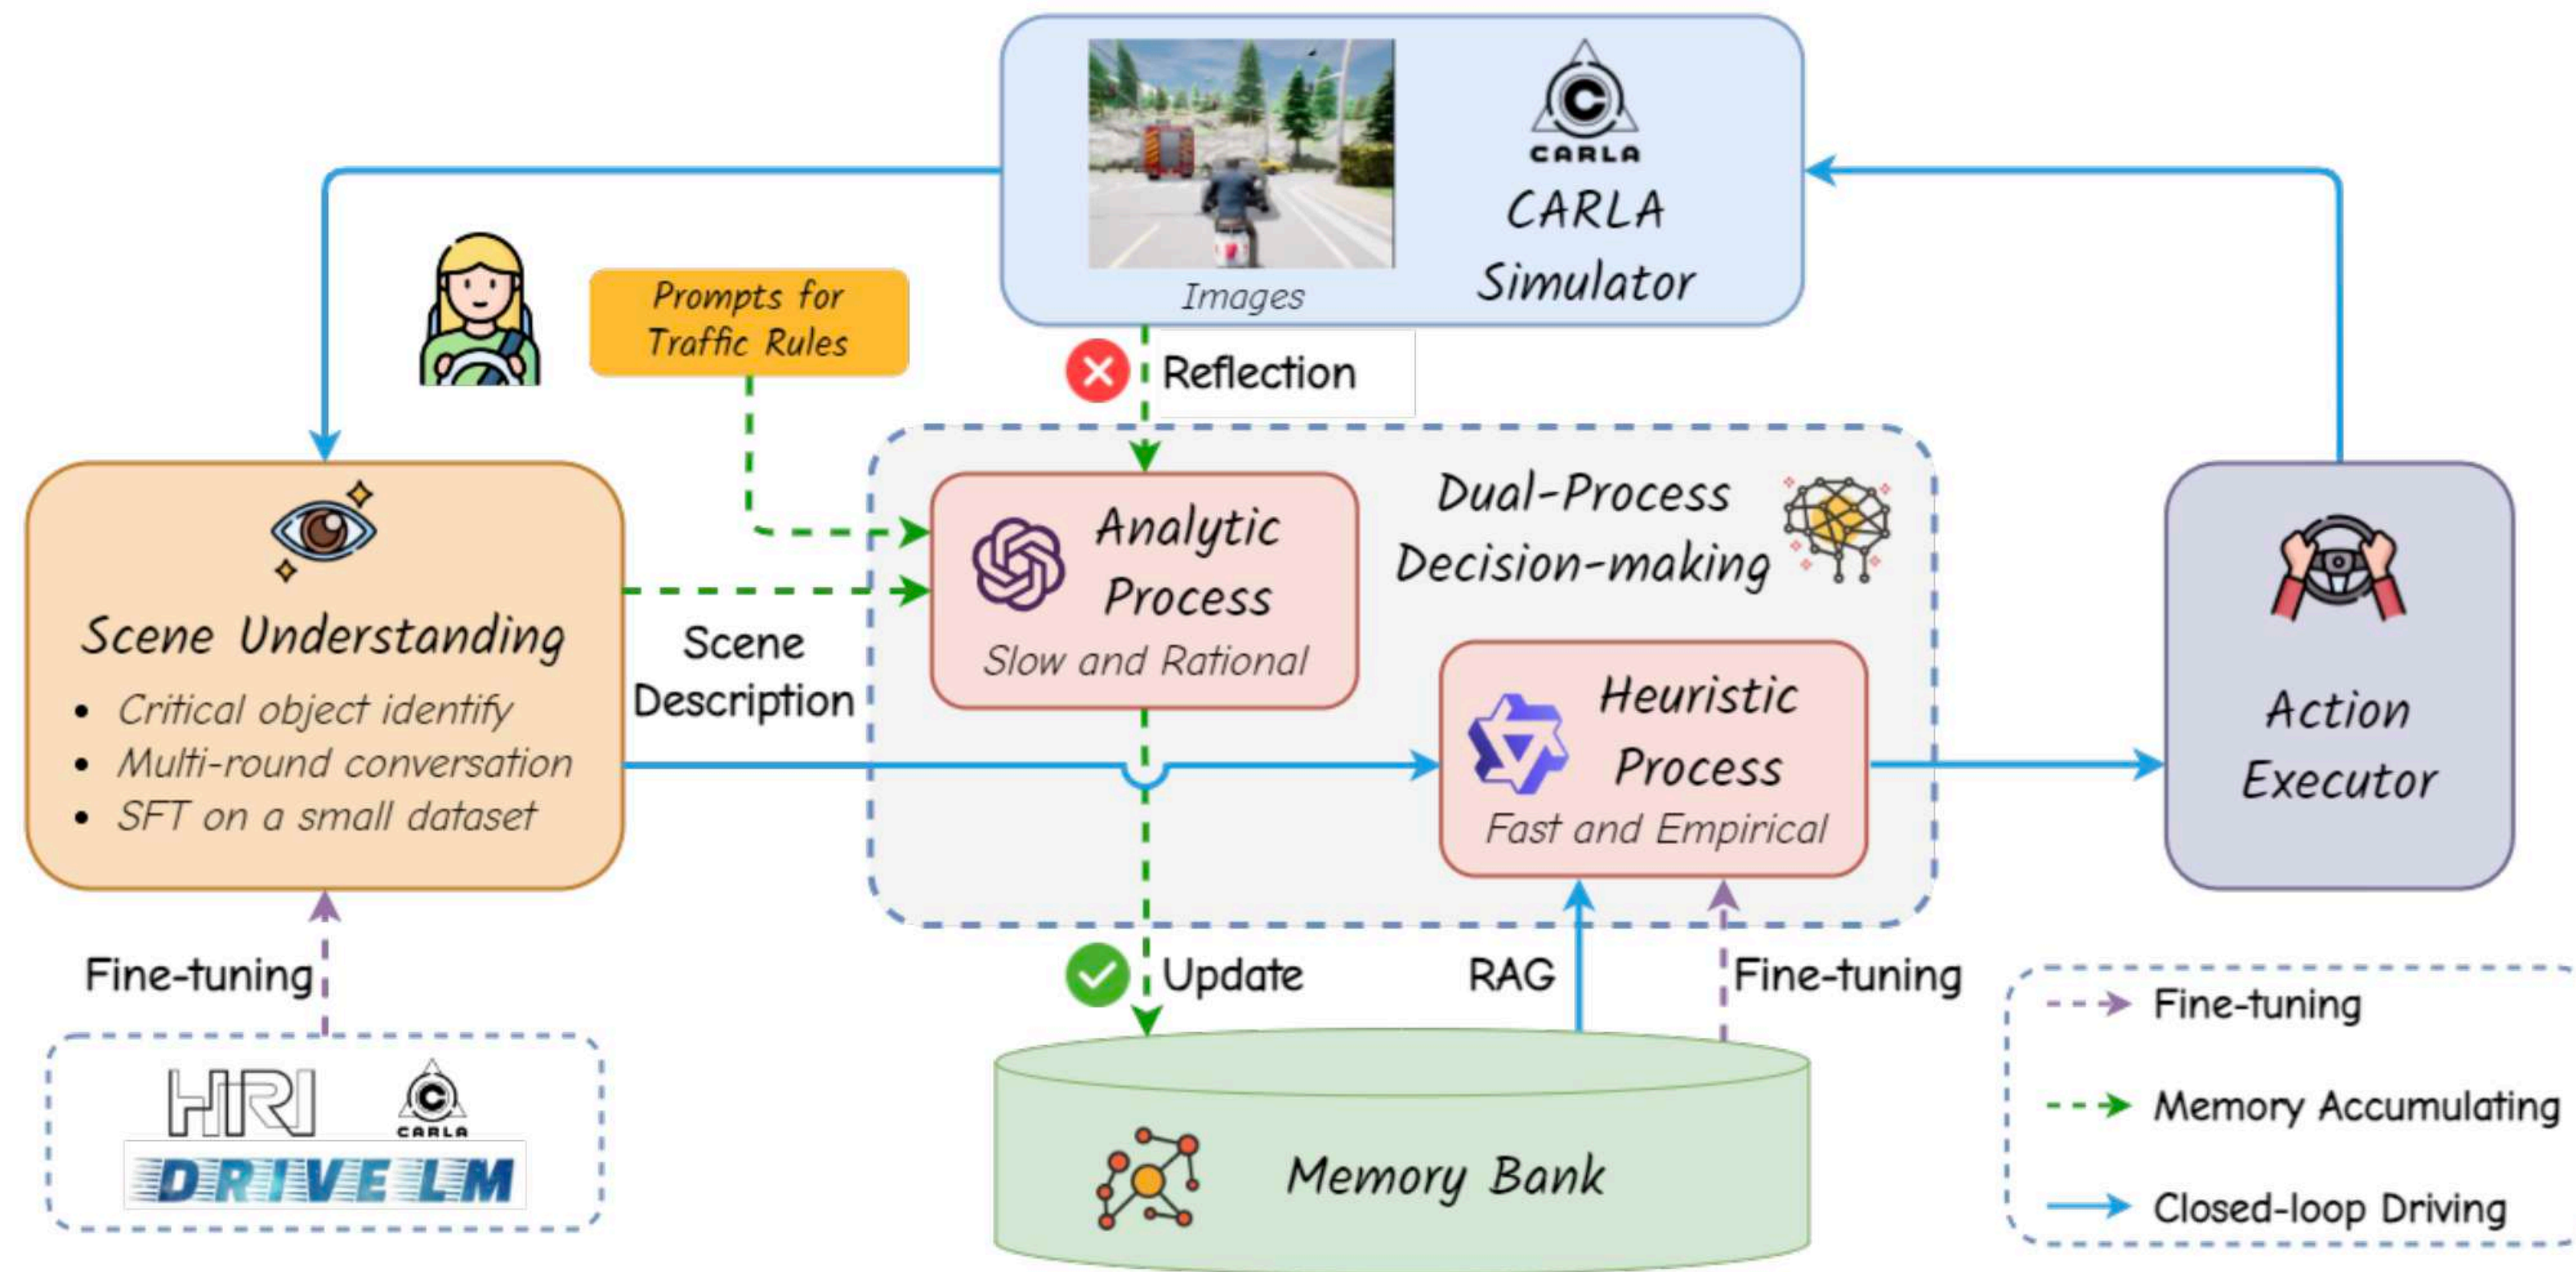 CARLA
CARLA
Simulator
Images
Prompts for
Traffic Rules
Reflection
Scene Understanding
• Critical object identify
• Multi-round conversation
• SFT on a small dataset
Scene
Description
Analytic
Process
Slow and Rational
Dual-Process
Decision-making
Heuristic
Process
Fast and Empirical
Action
Executor
Fine-tuning
Update
RAG
Fine-tuning
HRI
CARLA
DRIVE LM
Memory Bank
Fine-tuning
Memory Accumulating
Closed-loop Driving